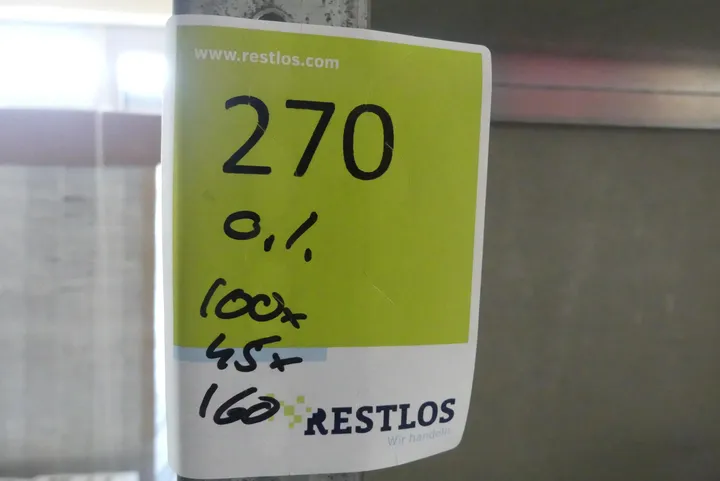 www.restlos.com
270
0,1.
100x
45x
160
RESTLOS
Wir handeln